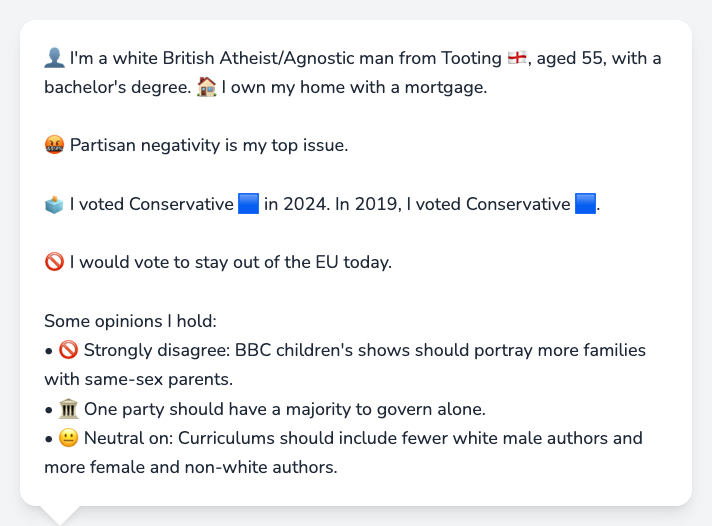 👤 I'm a white British Atheist/Agnostic man from Tooting 🏴󠁧󠁢󠁥󠁮󠁧󠁿, aged 55, with a
bachelor's degree. 🏠 I own my home with a mortgage.
🤬 Partisan negativity is my top issue.
🗳️ I voted Conservative 🟦 in 2024. In 2019, I voted Conservative 🟦.
🚫 I would vote to stay out of the EU today.
Some opinions I hold:
• 🚫 Strongly disagree: BBC children's shows should portray more families
with same-sex parents.
• 🏛️ One party should have a majority to govern alone.
• 😐 Neutral on: Curriculums should include fewer white male authors and
more female and non-white authors.